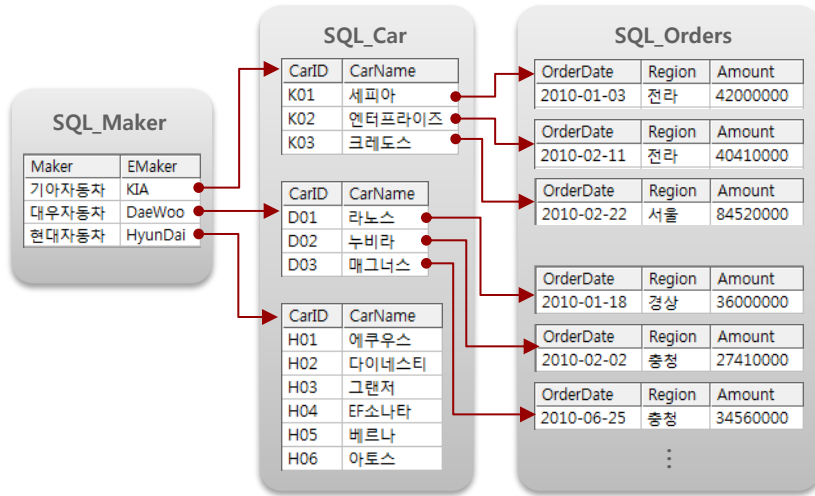 SQL_Maker
Maker EMaker
기아자동차 KIA
대우자동차 DaeWoo
현대자동차 HyunDai
SQL_Car
CarID CarName
K01 세피아
K02 엔터프라이즈
K03 크레도스
CarID CarName
D01 라노스
D02 누비라
D03 매그너스
CarID CarName
H01 에쿠우스
H02 다이네스티
H03 그랜저
H04 EF소나타
H05 베르나
H06 아토스
SQL_Orders
OrderDate Region Amount
2010-01-03 전라 42000000
OrderDate Region Amount
2010-02-11 전라 40410000
OrderDate Region Amount
2010-02-22 서울 84520000
OrderDate Region Amount
2010-01-18 경상 36000000
OrderDate Region Amount
2010-02-02 충청 27410000
OrderDate Region Amount
2010-06-25 충청 34560000
⋮